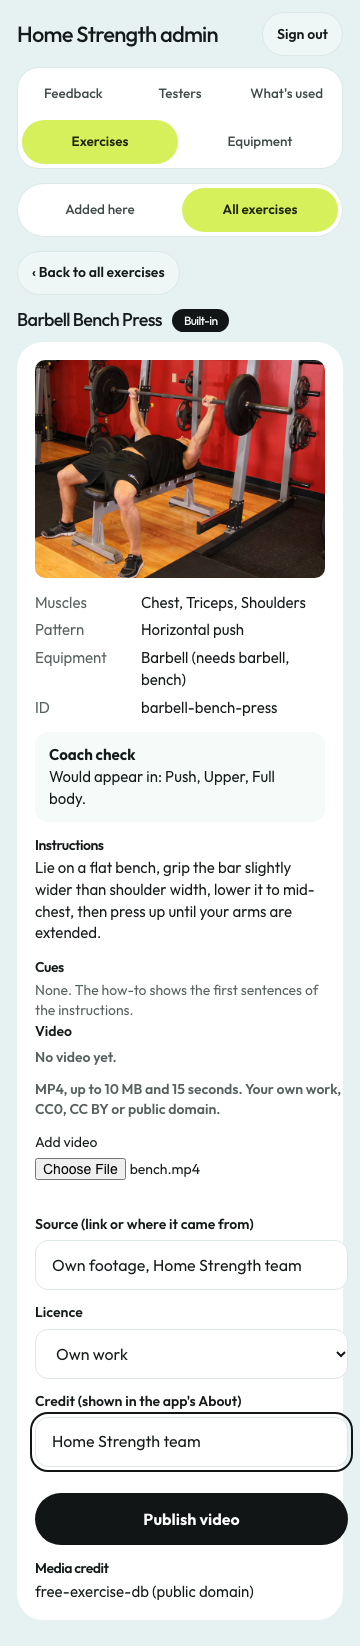 Home Strength admin
Sign out
Feedback
Testers
What's used
Exercises
Equipment
Added here
All exercises
‹ Back to all exercises
Barbell Bench Press
Built-in
Muscles
Chest, Triceps, Shoulders
Pattern
Horizontal push
Equipment
Barbell (needs barbell,
bench)
ID
barbell-bench-press
Coach check
Would appear in: Push, Upper, Full
body.
Instructions
Lie on a flat bench, grip the bar slightly
wider than shoulder width, lower it to mid-
chest, then press up until your arms are
extended.
Cues
None. The how-to shows the first sentences of
the instructions.
Video
No video yet.
MP4, up to 10 MB and 15 seconds. Your own work,
CC0, CC BY or public domain.
Add video
Choose File bench.mp4
Source (link or where it came from)
Own footage, Home Strength team
Licence
Own work
Credit (shown in the app's About)
Home Strength team
Publish video
Media credit
free-exercise-db (public domain)